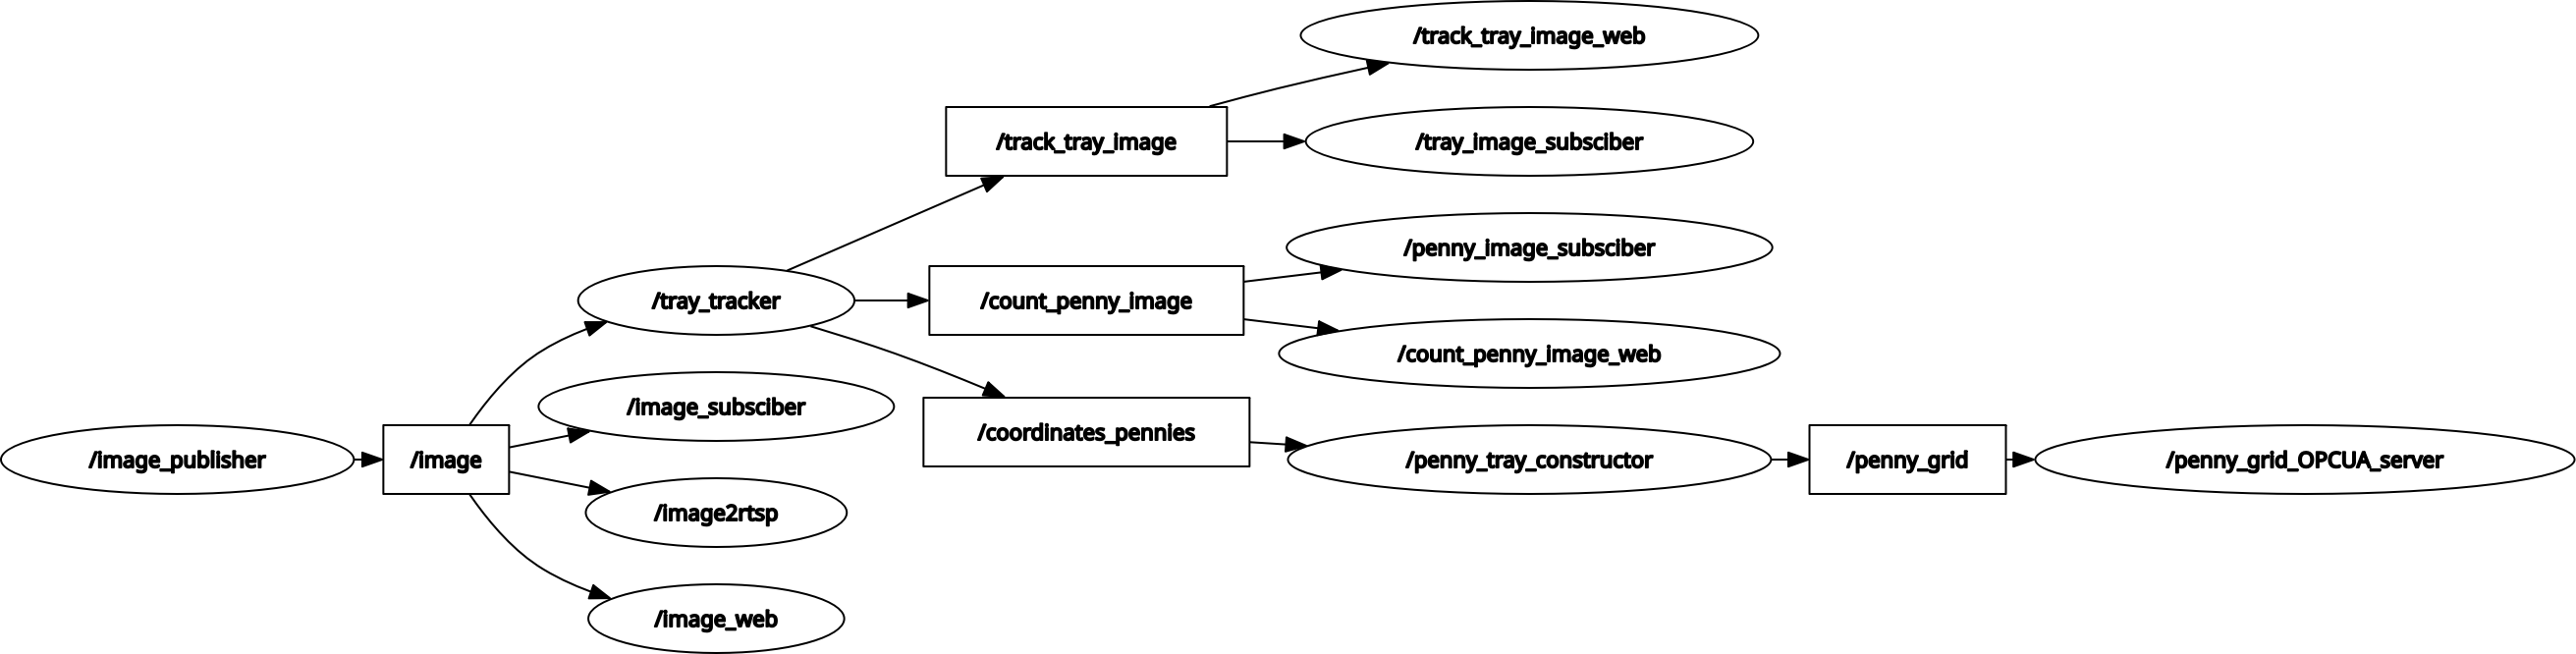 /track_tray_image_web
/track_tray_image
/tray_image_subsciber
/penny_image_subsciber
/tray_tracker
/count_penny_image
/count_penny_image_web
/image_subsciber
/coordinates_pennies
/image_publisher
/image
/penny_tray_constructor
/penny_grid
/penny_grid_OPCUA_server
/image2rtsp
/image_web